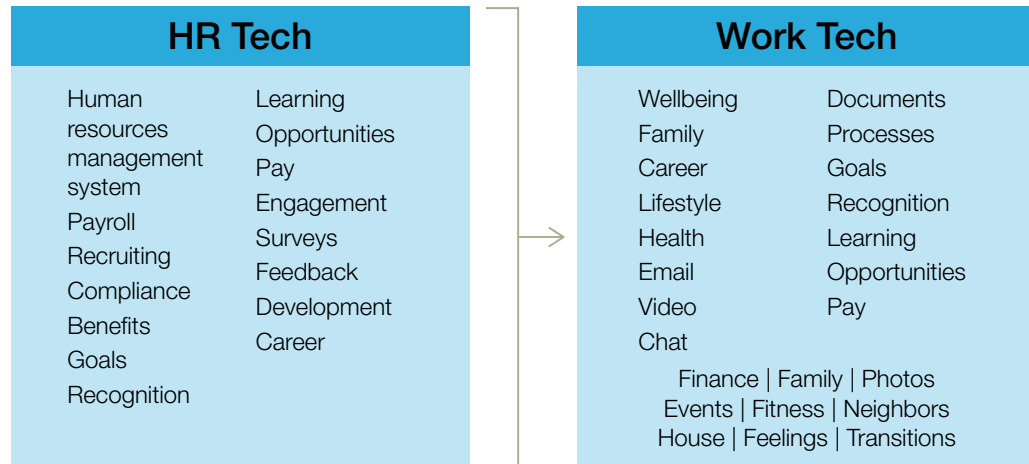 HR Tech
Human
resources
management
system
Payroll
Recruiting
Compliance
Benefits
Goals
Recognition
Learning
Opportunities
Pay
Engagement
Surveys
Feedback
Development
Career
Work Tech
Wellbeing
Family
Career
Lifestyle
Health
Email
Video
Chat
Documents
Processes
Goals
Recognition
Learning
Opportunities
Pay
Finance | Family | Photos
Events | Fitness | Neighbors
House | Feelings | Transitions